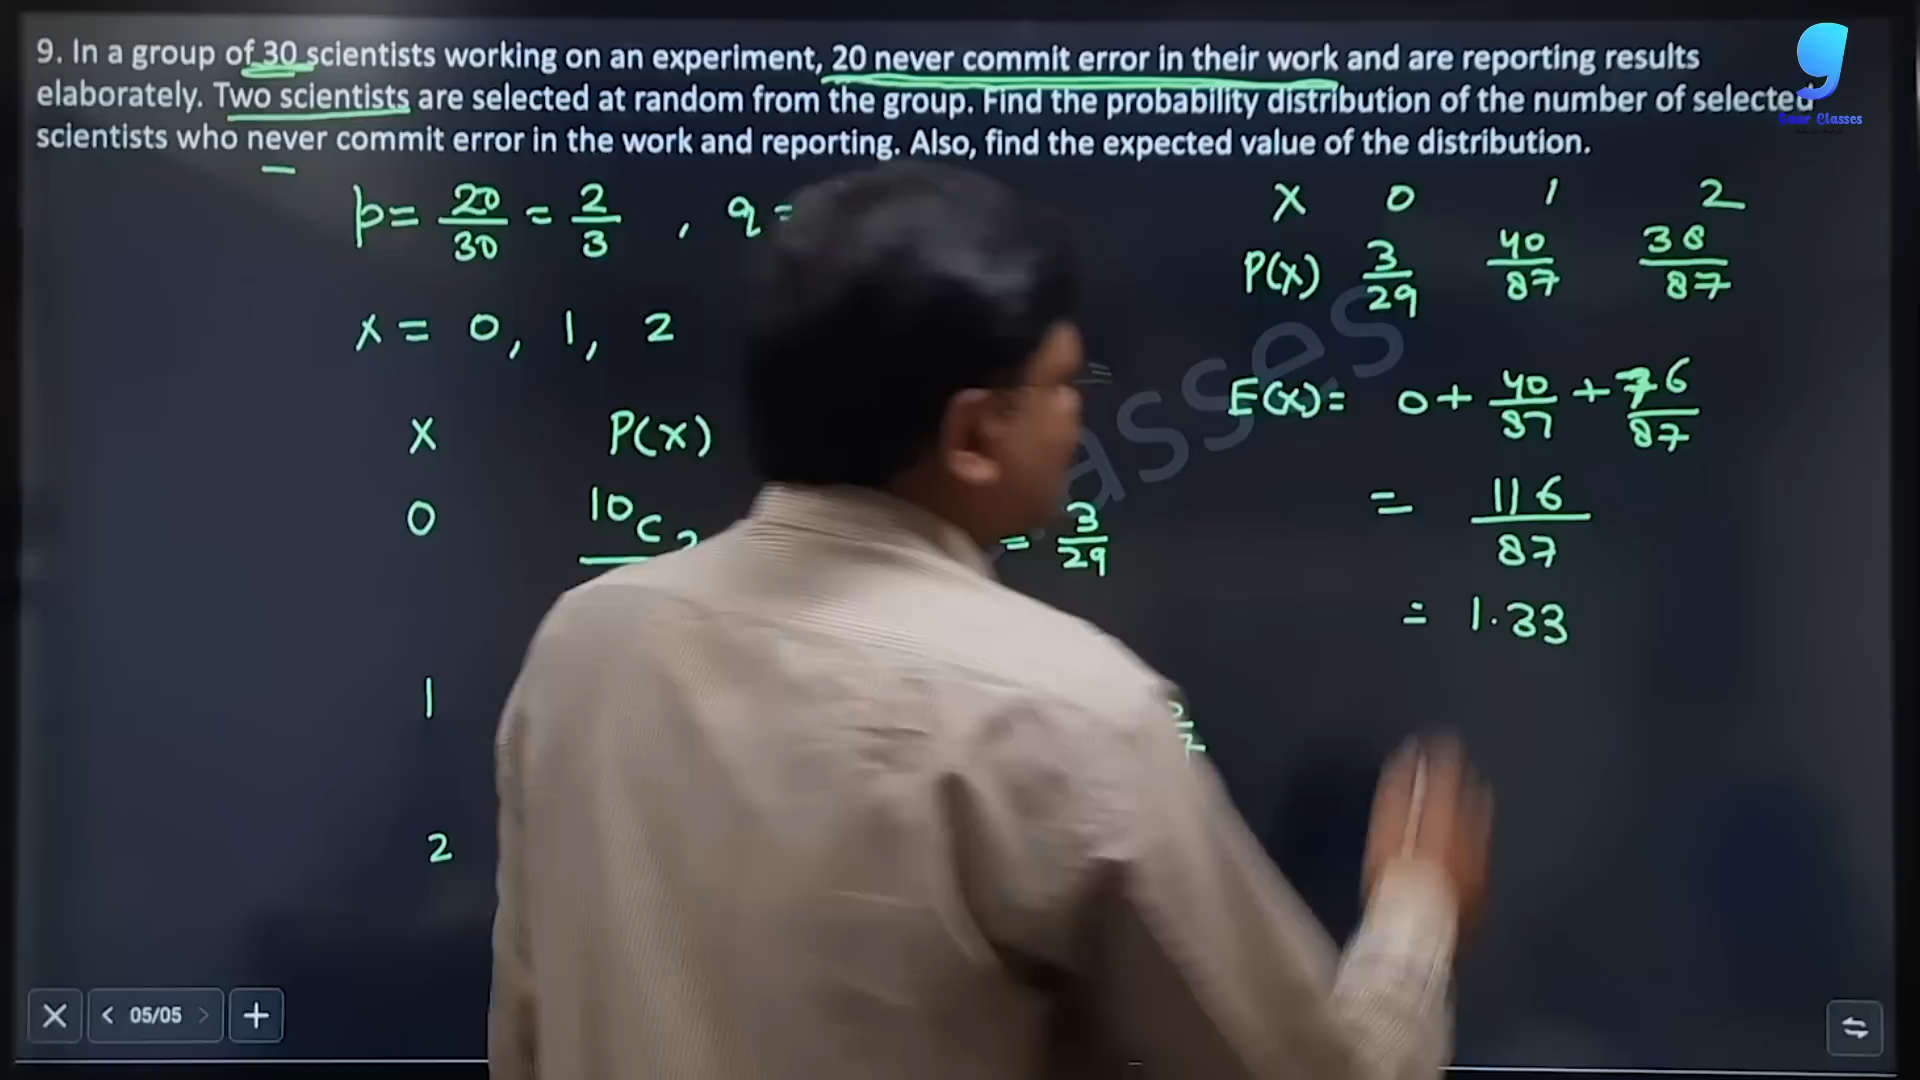 9. In a group of 30 scientists working on an experiment, 20 never commit error in their work and are reporting results
elaborately. Two scientists are selected at random from the group. Find the probability distribution of the number of selected
scientists who never commit error in the work and reporting. Also, find the expected value of the distribution.
Gaur Classes
p = 20/30 = 2/3 , q =
x = 0, 1, 2
X P(x)
0 10C2 = 3/29
1
2
X 0 1 2
P(x) 3/29 40/87 38/87
E(x) = 0 + 40/87 + 76/87
= 116/87
= 1.33
asses
05/05